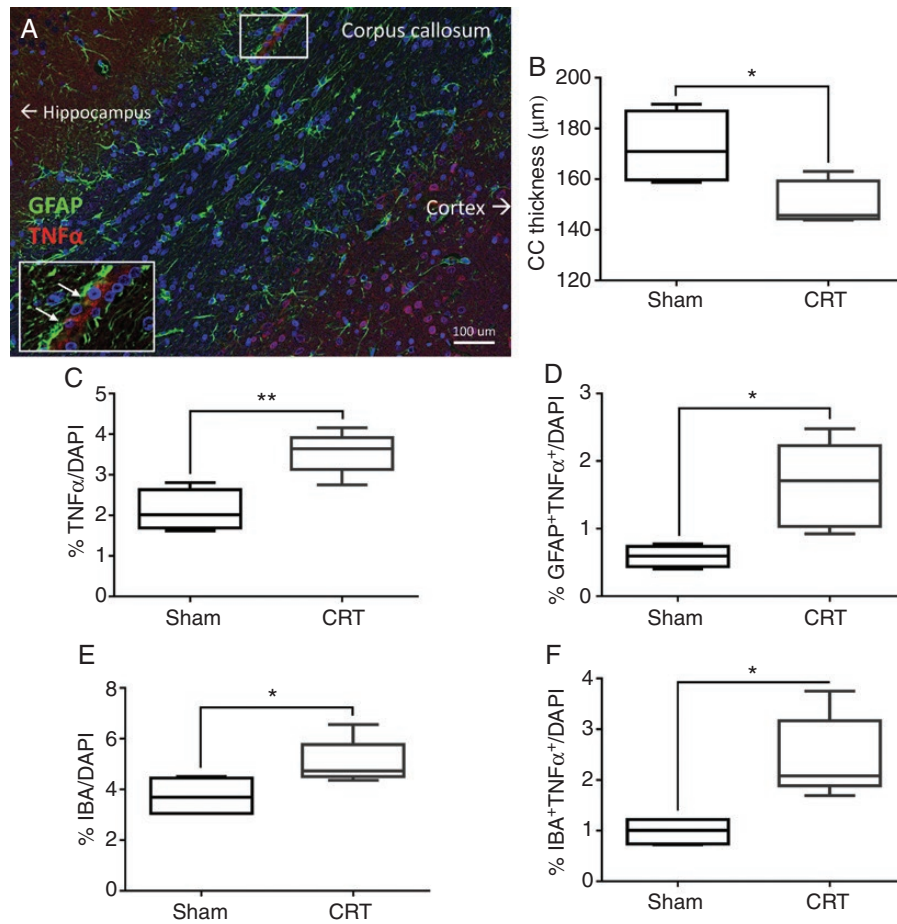 A
Corpus callosum
← Hippocampus
GFAP
TNFα
Cortex →
100 um
B
CC thickness (μm)
200
180
160
140
120
*
Sham
CRT
C
% TNFα/DAPI
5
4
3
2
1
0
**
Sham
CRT
D
% GFAP⁺TNFα⁺/DAPI
3
2
1
0
*
Sham
CRT
E
% IBA/DAPI
8
6
4
2
0
*
Sham
CRT
F
% IBA⁺TNFα⁺/DAPI
4
3
2
1
0
*
Sham
CRT